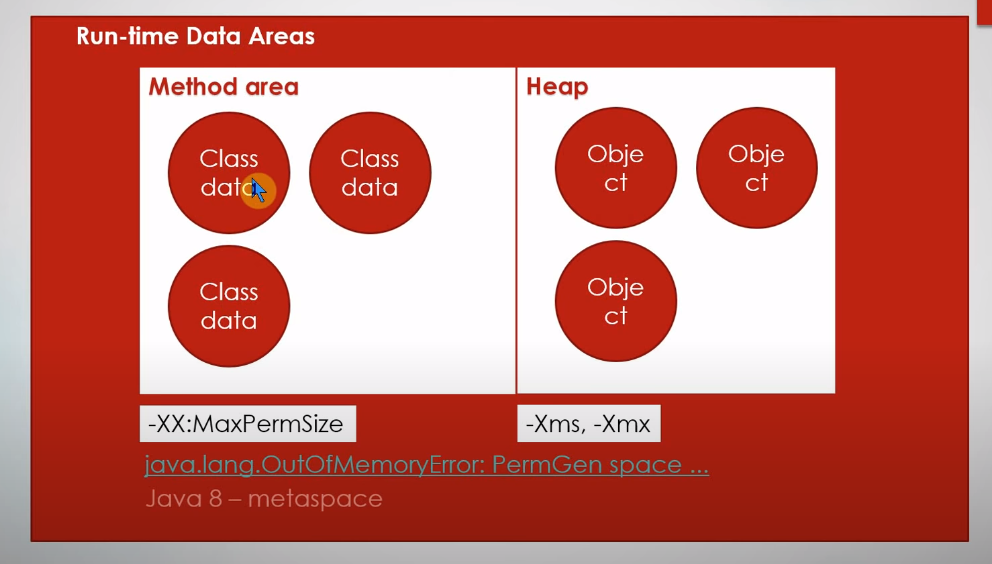 Run-time Data Areas
Method area
Class
data
Class
data
Class
data
Heap
Obje
ct
Obje
ct
Obje
ct
-XX:MaxPermSize
-Xms, -Xmx
java.lang.OutOfMemoryError: PermGen space ...
Java 8 – metaspace